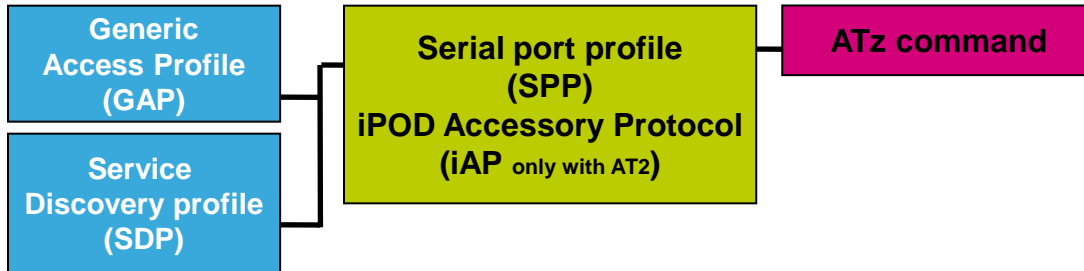 Generic
Access Profile
(GAP)
Service
Discovery profile
(SDP)
Serial port profile
(SPP)
iPOD Accessory Protocol
(iAP only with AT2)
ATz command